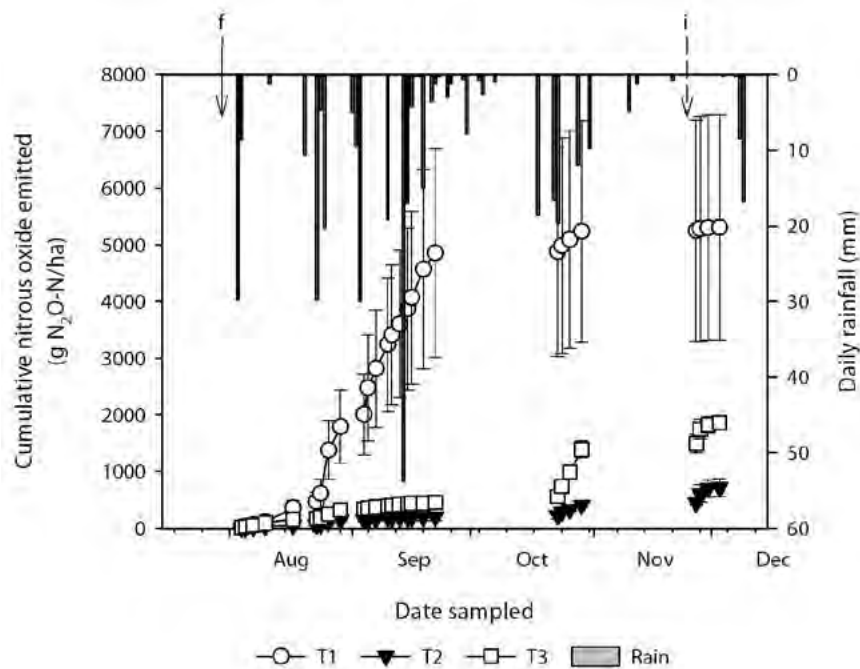 f
i
8000
7000
6000
5000
4000
3000
2000
1000
0
Cumulative nitrous oxide emitted
(g N₂O-N/ha)
0
10
20
30
40
50
60
Daily rainfall (mm)
Aug Sep Oct Nov Dec
Date sampled
T1 T2 T3 Rain